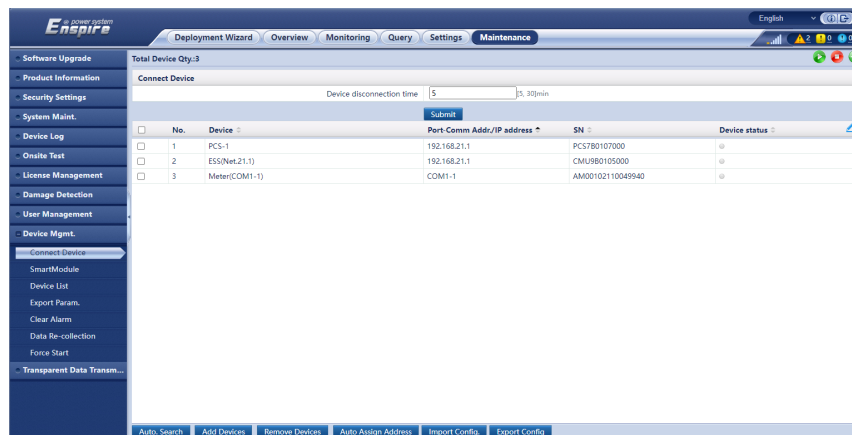 English
e power system
Enspire
Deployment Wizard Overview Monitoring Query Settings Maintenance
2 0 0
Software Upgrade
Product Information
Security Settings
System Maint.
Device Log
Onsite Test
License Management
Damage Detection
User Management
Device Mgmt.
Connect Device
SmartModule
Device List
Export Param.
Clear Alarm
Data Re-collection
Force Start
Transparent Data Transm...
Total Device Qty.:3
Connect Device
Device disconnection time 5 [5, 30]min
Submit
No. Device Port-Comm Addr./IP address SN Device status
1 PCS-1 192.168.21.1 PCS7B0107000
2 ESS(Net.21.1) 192.168.21.1 CMU9B0105000
3 Meter(COM1-1) COM1-1 AM00102110049940
Auto. Search Add Devices Remove Devices Auto Assign Address Import Config. Export Config